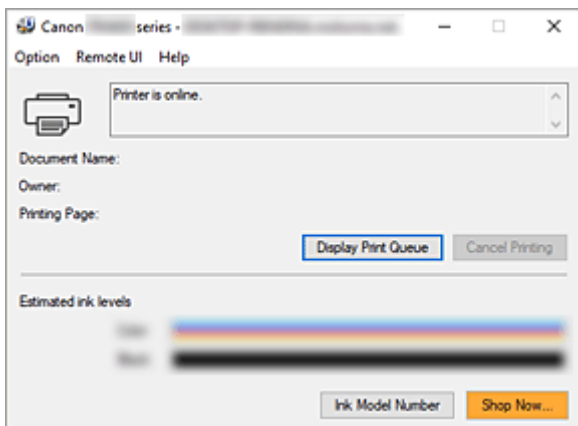 Canon series -
Option Remote UI Help
Printer is online.
Document Name:
Owner:
Printing Page:
Display Print Queue Cancel Printing
Estimated ink levels
Ink Model Number Shop Now...